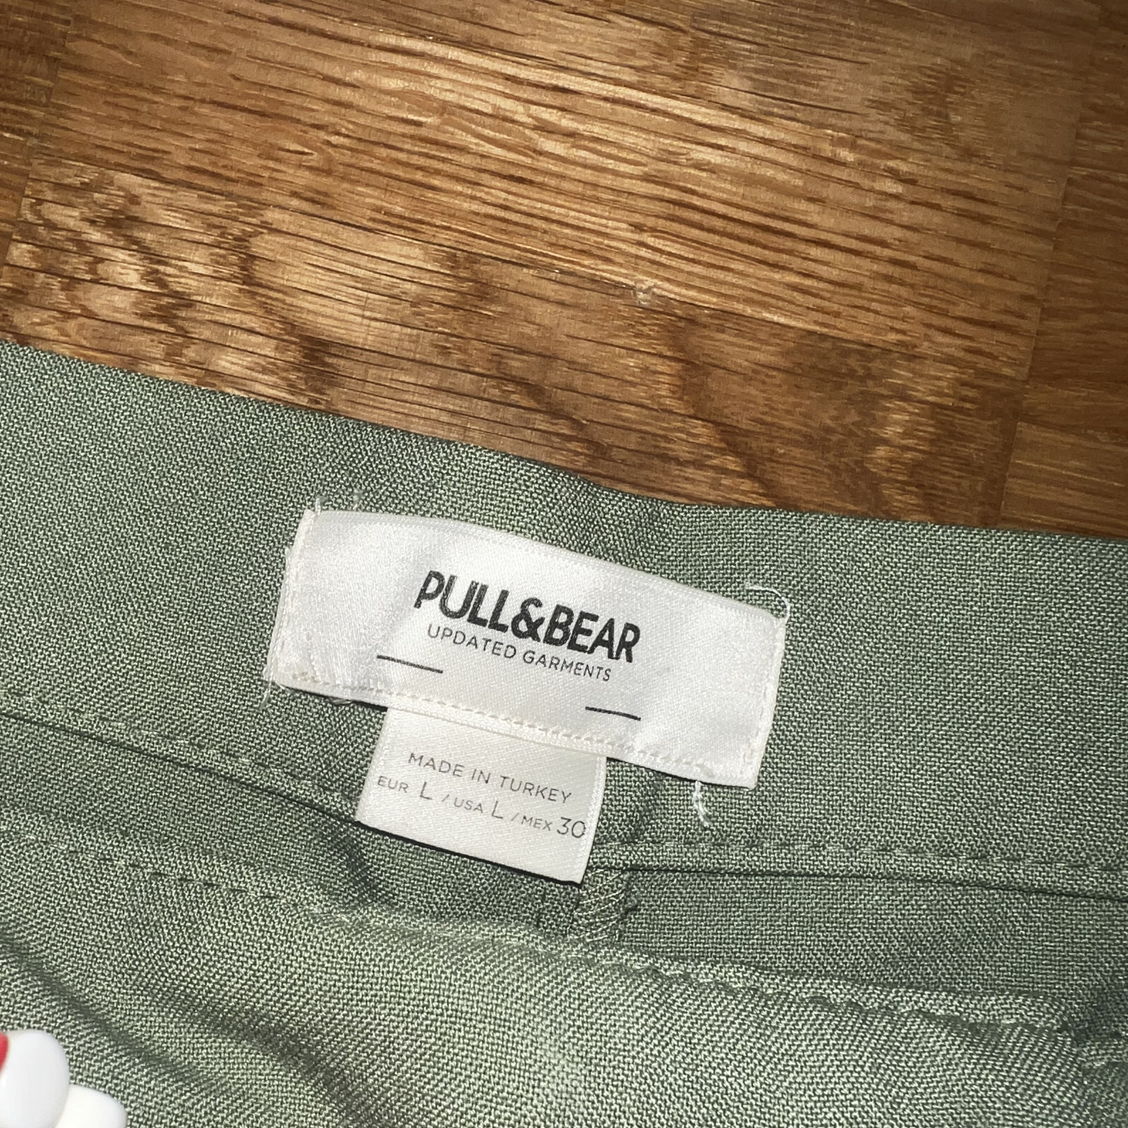 PULL&BEAR
UPDATED GARMENTS
MADE IN TURKEY
EUR L / USA L / MEX 30